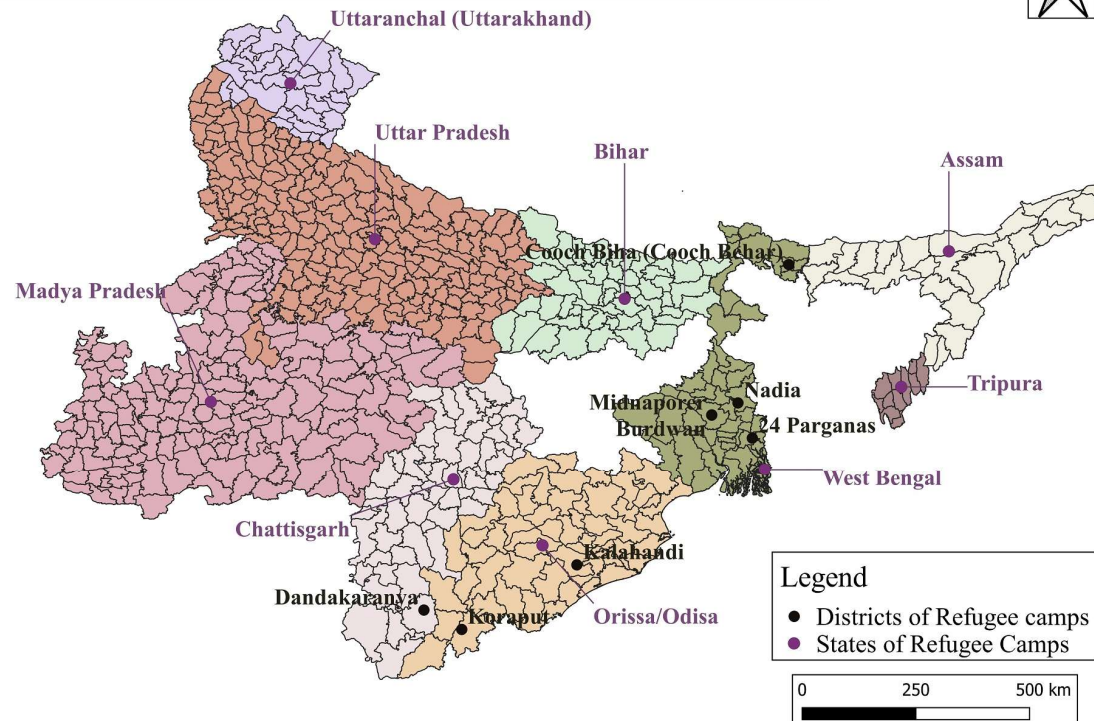 Uttaranchal (Uttarakhand)
Uttar Pradesh
Bihar
Assam
Cooch Biha (Cooch Behar)
Madya Pradesh
Tripura
Nadia
Midnaporer
24 Parganas
Burdwan
West Bengal
Chattisgarh
Kalahandi
Dandakaranya
Koraput
Orissa/Odisa
Legend
Districts of Refugee camps
States of Refugee Camps
0 250 500 km